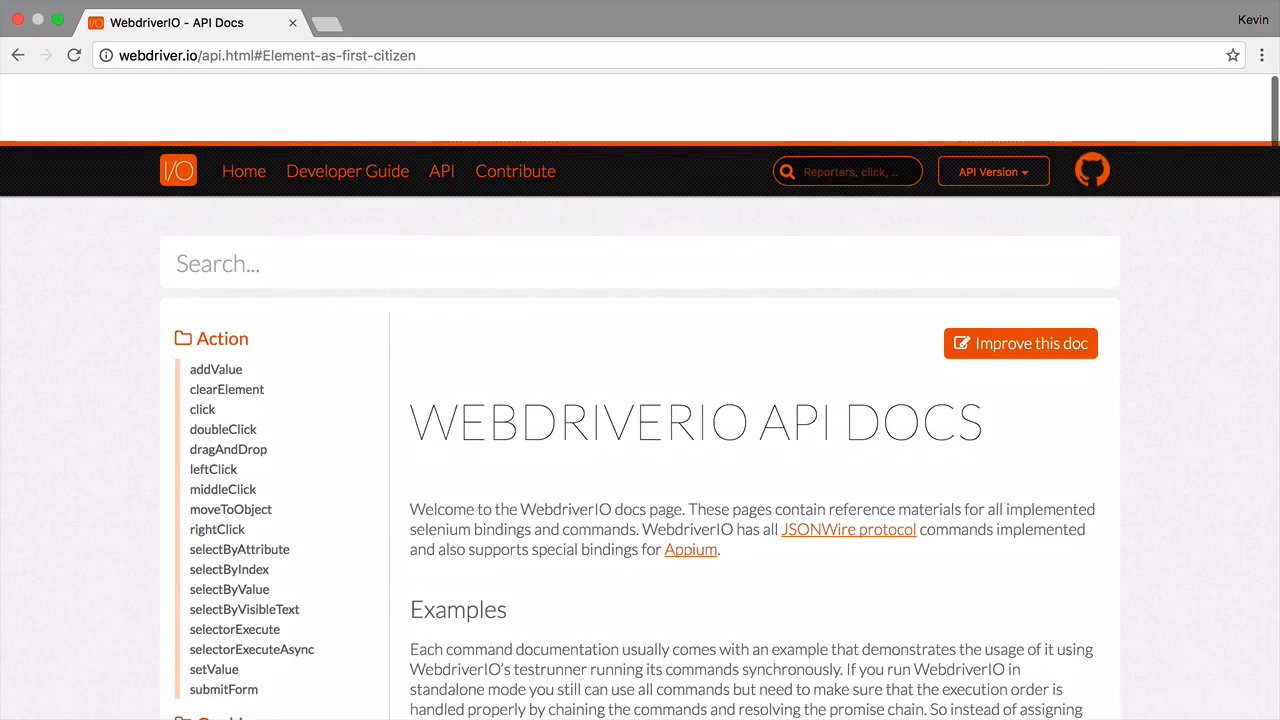 WebdriverIO - API Docs
Kevin
webdriver.io/api.html#Element-as-first-citizen
I/O Home Developer Guide API Contribute Reporters, click, .. API Version
Search...
Action
addValue
clearElement
click
doubleClick
dragAndDrop
leftClick
middleClick
moveToObject
rightClick
selectByAttribute
selectByIndex
selectByValue
selectByVisibleText
selectorExecute
selectorExecuteAsync
setValue
submitForm
Improve this doc
WEBDRIVERIO API DOCS
Welcome to the WebdriverIO docs page. These pages contain reference materials for all implemented
selenium bindings and commands. WebdriverIO has all JSONWire protocol commands implemented
and also supports special bindings for Appium.
Examples
Each command documentation usually comes with an example that demonstrates the usage of it using
WebdriverIO's testrunner running its commands synchronously. If you run WebdriverIO in
standalone mode you still can use all commands but need to make sure that the execution order is
handled properly by chaining the commands and resolving the promise chain. So instead of assigning